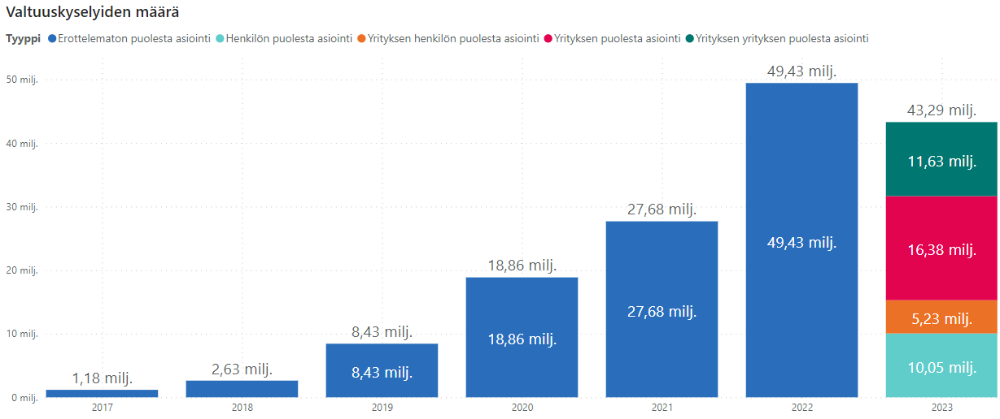 Valtuuskyselyiden määrä
Tyyppi Erottelematon puolesta asiointi Henkilön puolesta asiointi Yrityksen henkilön puolesta asiointi Yrityksen puolesta asiointi Yrityksen yrityksen puolesta asiointi
50 milj.
40 milj.
30 milj.
20 milj.
10 milj.
0 milj.
1,18 milj.
2,63 milj.
8,43 milj.
8,43 milj.
18,86 milj.
18,86 milj.
27,68 milj.
27,68 milj.
49,43 milj.
49,43 milj.
43,29 milj.
11,63 milj.
16,38 milj.
5,23 milj.
10,05 milj.
2017 2018 2019 2020 2021 2022 2023